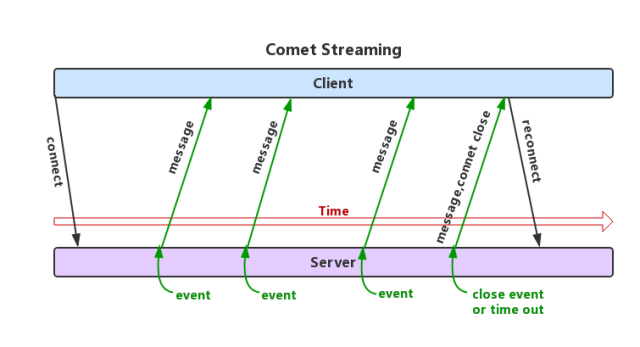 Comet Streaming
Client
connect
message
message
message
message,connet close
reconnect
Time
Server
event
event
event
close event
or time out